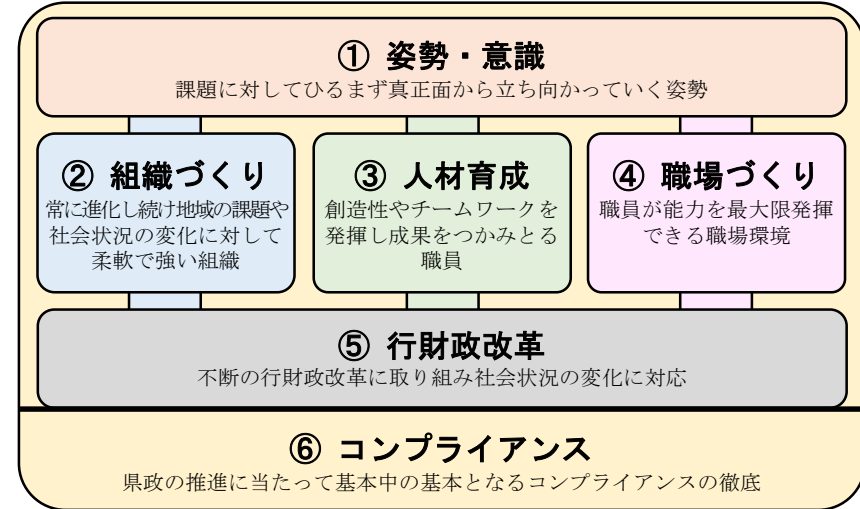 ① 姿勢・意識
課題に対してひるまず真正面から立ち向かっていく姿勢
② 組織づくり
常に進化し続け地域の課題や
社会状況の変化に対して
柔軟で強い組織
③ 人材育成
創造性やチームワークを
発揮し成果をつかみとる
職員
④ 職場づくり
職員が能力を最大限発揮
できる職場環境
⑤ 行財政改革
不断の行財政改革に取り組み社会状況の変化に対応
⑥ コンプライアンス
県政の推進に当たって基本中の基本となるコンプライアンスの徹底